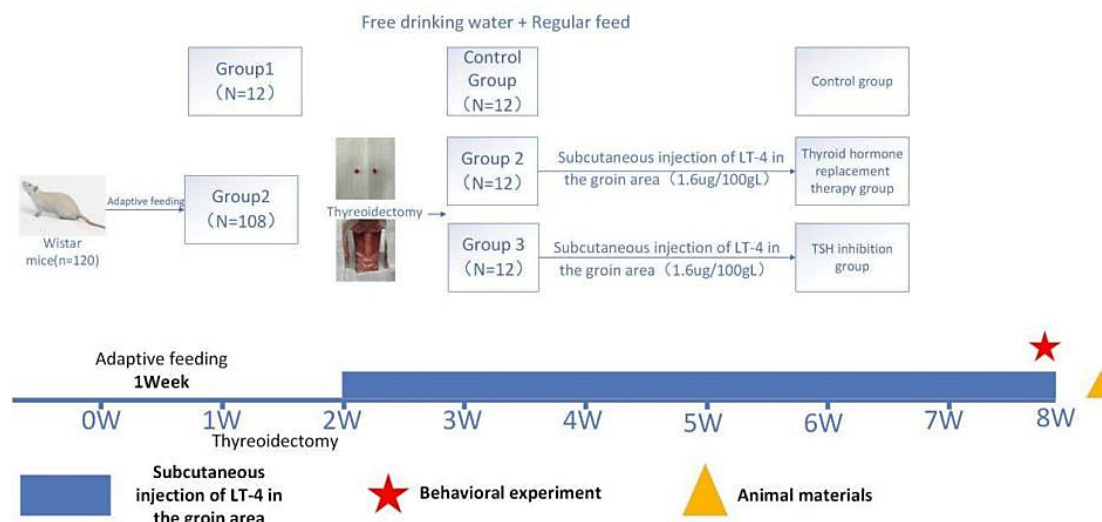 Free drinking water + Regular feed
Group1
（N=12）
Control
Group
（N=12）
Control group
Group 2
（N=12）
Subcutaneous injection of LT-4 in
the groin area（1.6ug/100gL）
Thyroid hormone
replacement
therapy group
Wistar
mice(n=120)
Adaptive feeding
Group2
（N=108）
Thyreoidectomy
Group 3
（N=12）
Subcutaneous injection of LT-4 in
the groin area（1.6ug/100gL）
TSH inhibition
group
Adaptive feeding
1Week
0W 1W 2W 3W 4W 5W 6W 7W 8W
Thyreoidectomy
Subcutaneous
injection of LT-4 in
the groin area
Behavioral experiment
Animal materials